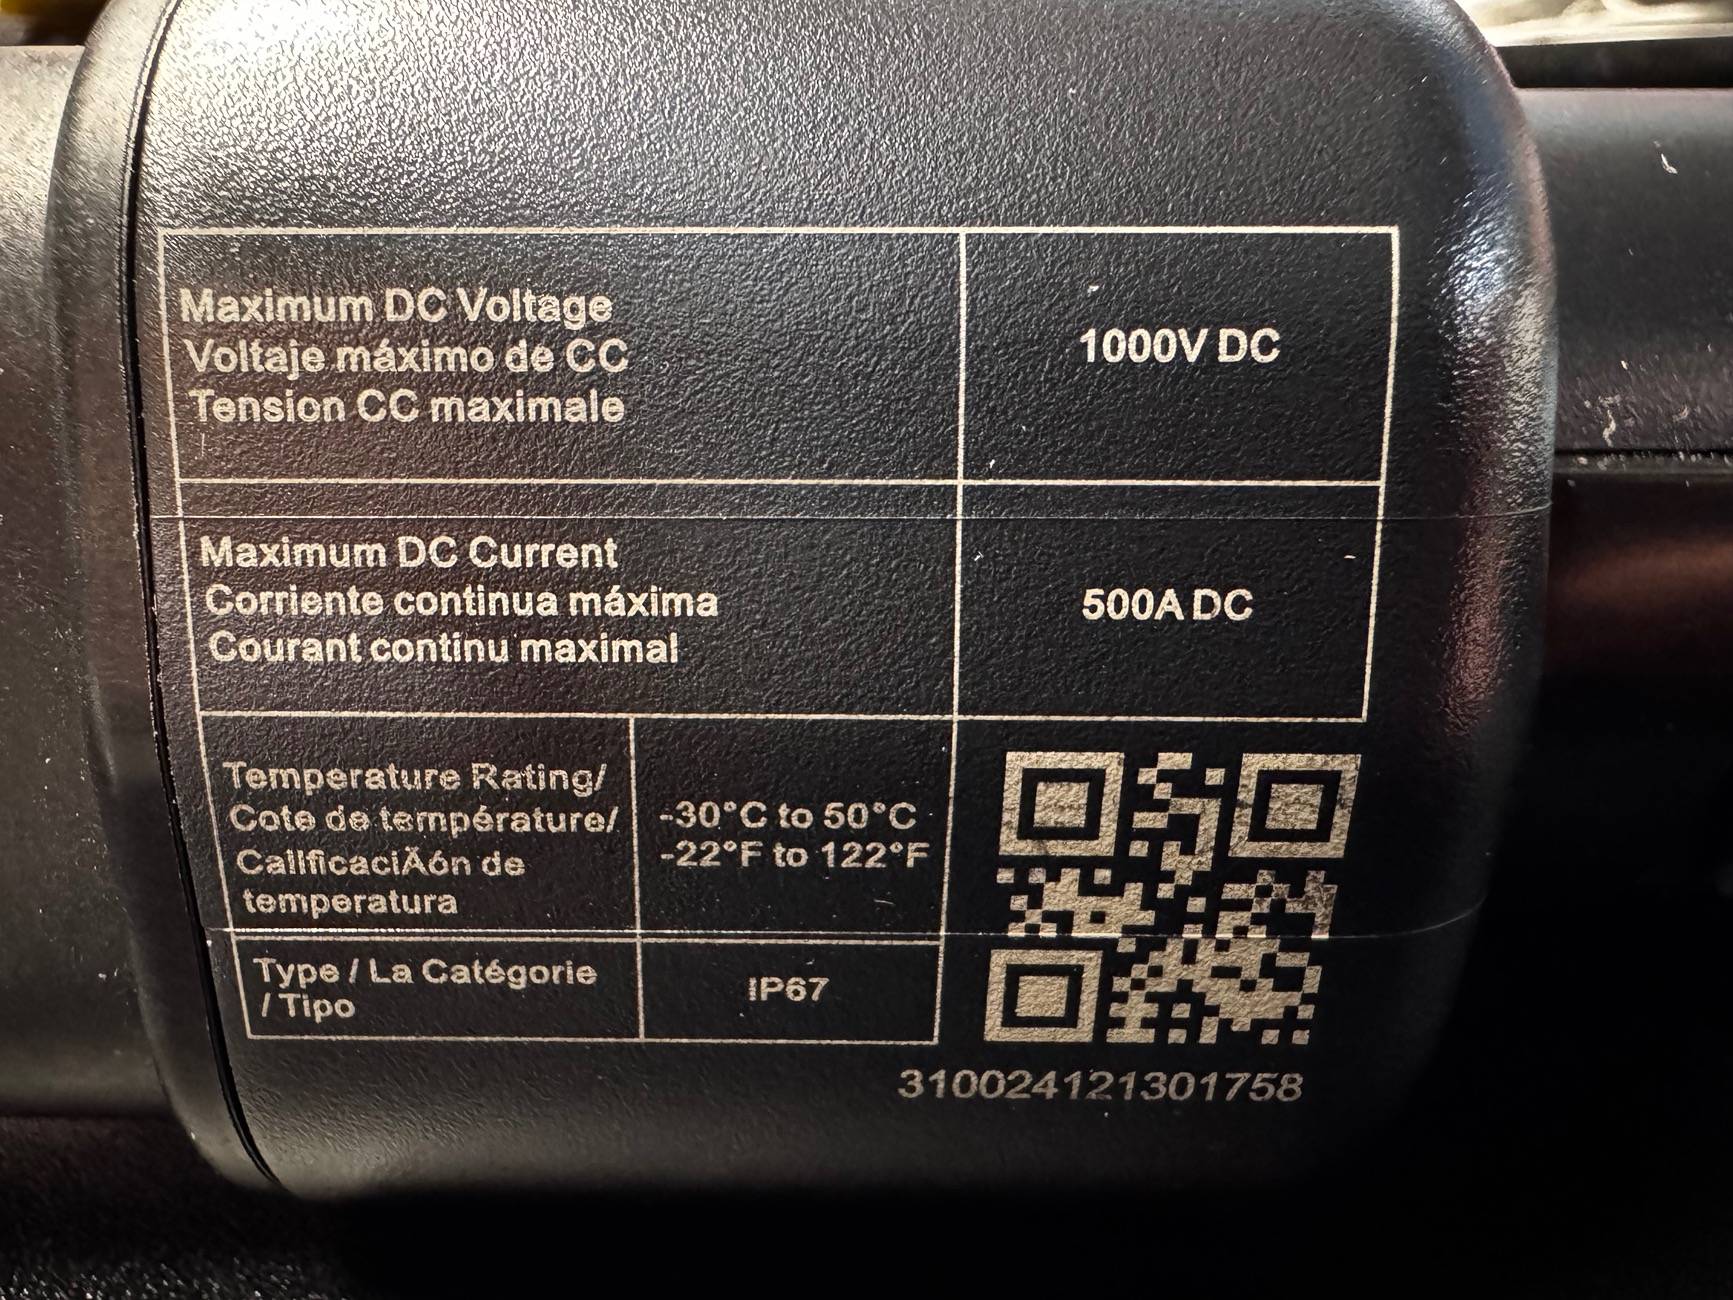 Maximum DC Voltage
Voltaje máximo de CC
Tension CC maximale
1000V DC
Maximum DC Current
Corriente continua máxima
Courant continu maximal
500A DC
Temperature Rating/
Cote de température/
CalificaciÃón de
temperatura
-30°C to 50°C
-22°F to 122°F
Type / La Catégorie
/ Tipo
IP67
310024121301758